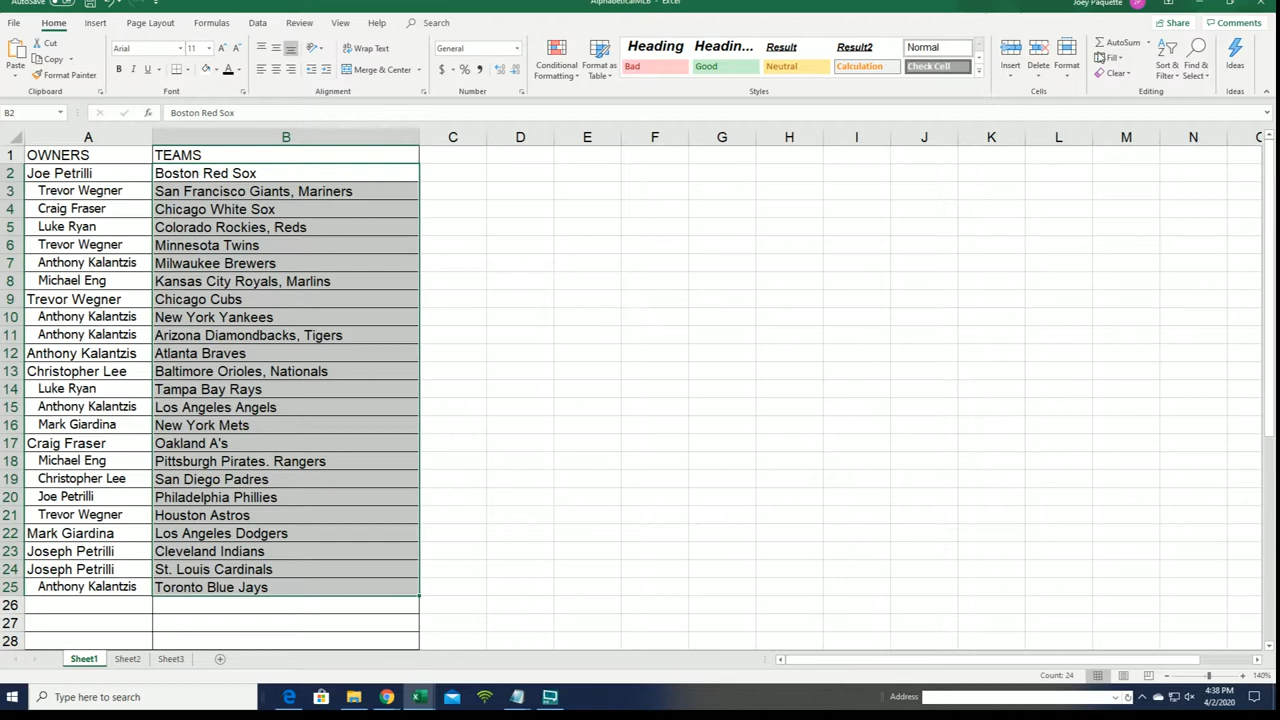 AutoSave Off AlphabeticalMLB - Excel Joey Paquette JP
File Home Insert Page Layout Formulas Data Review View Help Search Share Comments
Paste Cut Copy Format Painter Clipboard
Arial 11 B I U Font
Wrap Text Merge & Center Alignment
General $ % Number
Conditional Formatting Format as Table
Heading Headin... Result Result2 Normal
Bad Good Neutral Calculation Check Cell
Styles
Insert Delete Format Cells
AutoSum Fill Clear Sort & Filter Find & Select Editing
Ideas Ideas
B2 fx Boston Red Sox
A B C D E F G H I J K L M N
1 OWNERS TEAMS
2 Joe Petrilli Boston Red Sox
3 Trevor Wegner San Francisco Giants, Mariners
4 Craig Fraser Chicago White Sox
5 Luke Ryan Colorado Rockies, Reds
6 Trevor Wegner Minnesota Twins
7 Anthony Kalantzis Milwaukee Brewers
8 Michael Eng Kansas City Royals, Marlins
9 Trevor Wegner Chicago Cubs
10 Anthony Kalantzis New York Yankees
11 Anthony Kalantzis Arizona Diamondbacks, Tigers
12 Anthony Kalantzis Atlanta Braves
13 Christopher Lee Baltimore Orioles, Nationals
14 Luke Ryan Tampa Bay Rays
15 Anthony Kalantzis Los Angeles Angels
16 Mark Giardina New York Mets
17 Craig Fraser Oakland A's
18 Michael Eng Pittsburgh Pirates. Rangers
19 Christopher Lee San Diego Padres
20 Joe Petrilli Philadelphia Phillies
21 Trevor Wegner Houston Astros
22 Mark Giardina Los Angeles Dodgers
23 Joseph Petrilli Cleveland Indians
24 Joseph Petrilli St. Louis Cardinals
25 Anthony Kalantzis Toronto Blue Jays
26
27
28
Sheet1 Sheet2 Sheet3
Count: 24 140%
Type here to search Address 4:38 PM
4/2/2020